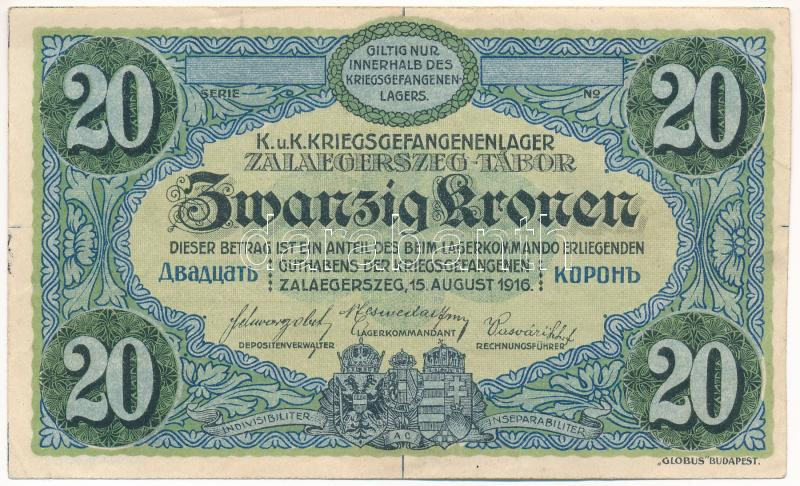 GILTIG NUR
INNERHALB DES
KRIEGSGEFANGENEN-
LAGERS.
SERIE No
20 20
K.u.K.KRIEGSGEFANGENENLAGER
ZALAEGERSZEG-TÁBOR
Zwanzig Kronen
DIESER BETRAG IST EIN ANTEIL DES BEIM LAGERKOMMANDO ERLIEGENDEN
Двадцать GUTHABENS DER KRIEGSGEFANGENEN КОРОНЪ
ZALAEGERSZEG, 15. AUGUST 1916.
DEPOSITENVERWALTER LAGERKOMMANDANT RECHNUNGSFÜHRER
20 20
INDIVISIBILITER INSEPARABILITER
A.C.
„GLOBUS" BUDAPEST.
darabanth